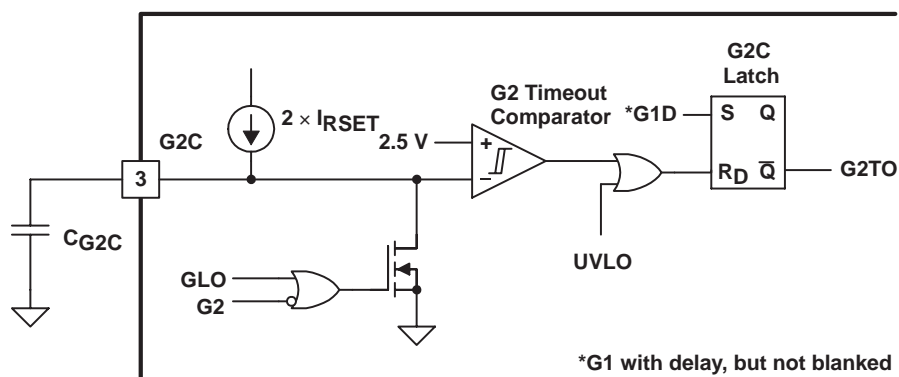 G2C
Latch
G2 Timeout
Comparator
*G1D
S Q
2 × IRSET
G2C
2.5 V
+
3
−
RD Q̅
G2TO
CG2C
UVLO
GLO
G2
*G1 with delay, but not blanked